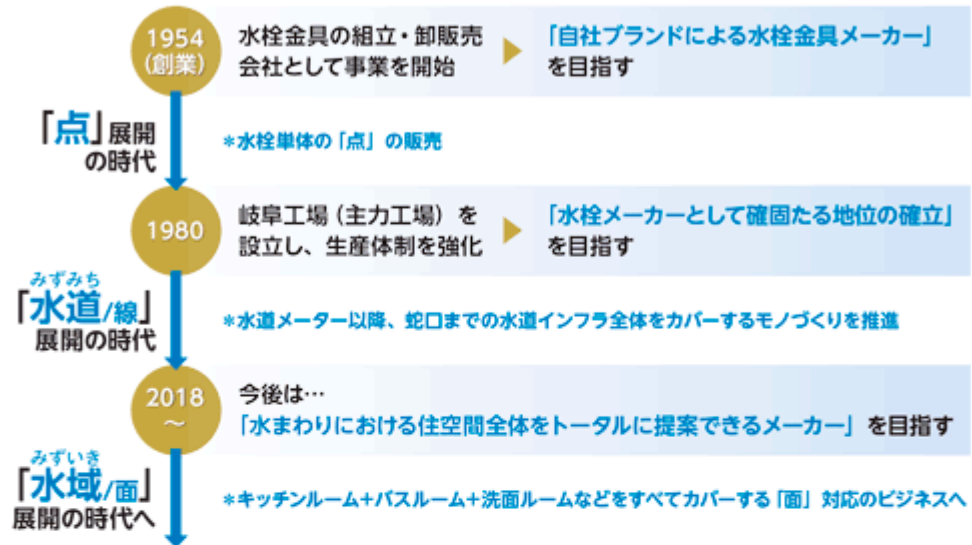 1954
(創業)
水栓金具の組立・卸販売
会社として事業を開始
「自社ブランドによる水栓金具メーカー」
を目指す
「点」展開
の時代
*水栓単体の「点」の販売
1980
岐阜工場（主力工場）を
設立し、生産体制を強化
「水栓メーカーとして確固たる地位の確立」
を目指す
みずみち
「水道/線」
展開の時代
*水道メーター以降、蛇口までの水道インフラ全体をカバーするモノづくりを推進
2018
～
今後は…
「水まわりにおける住空間全体をトータルに提案できるメーカー」を目指す
みずいき
「水域/面」
展開の時代へ
*キッチンルーム+バスルーム+洗面ルームなどをすべてカバーする「面」対応のビジネスへ